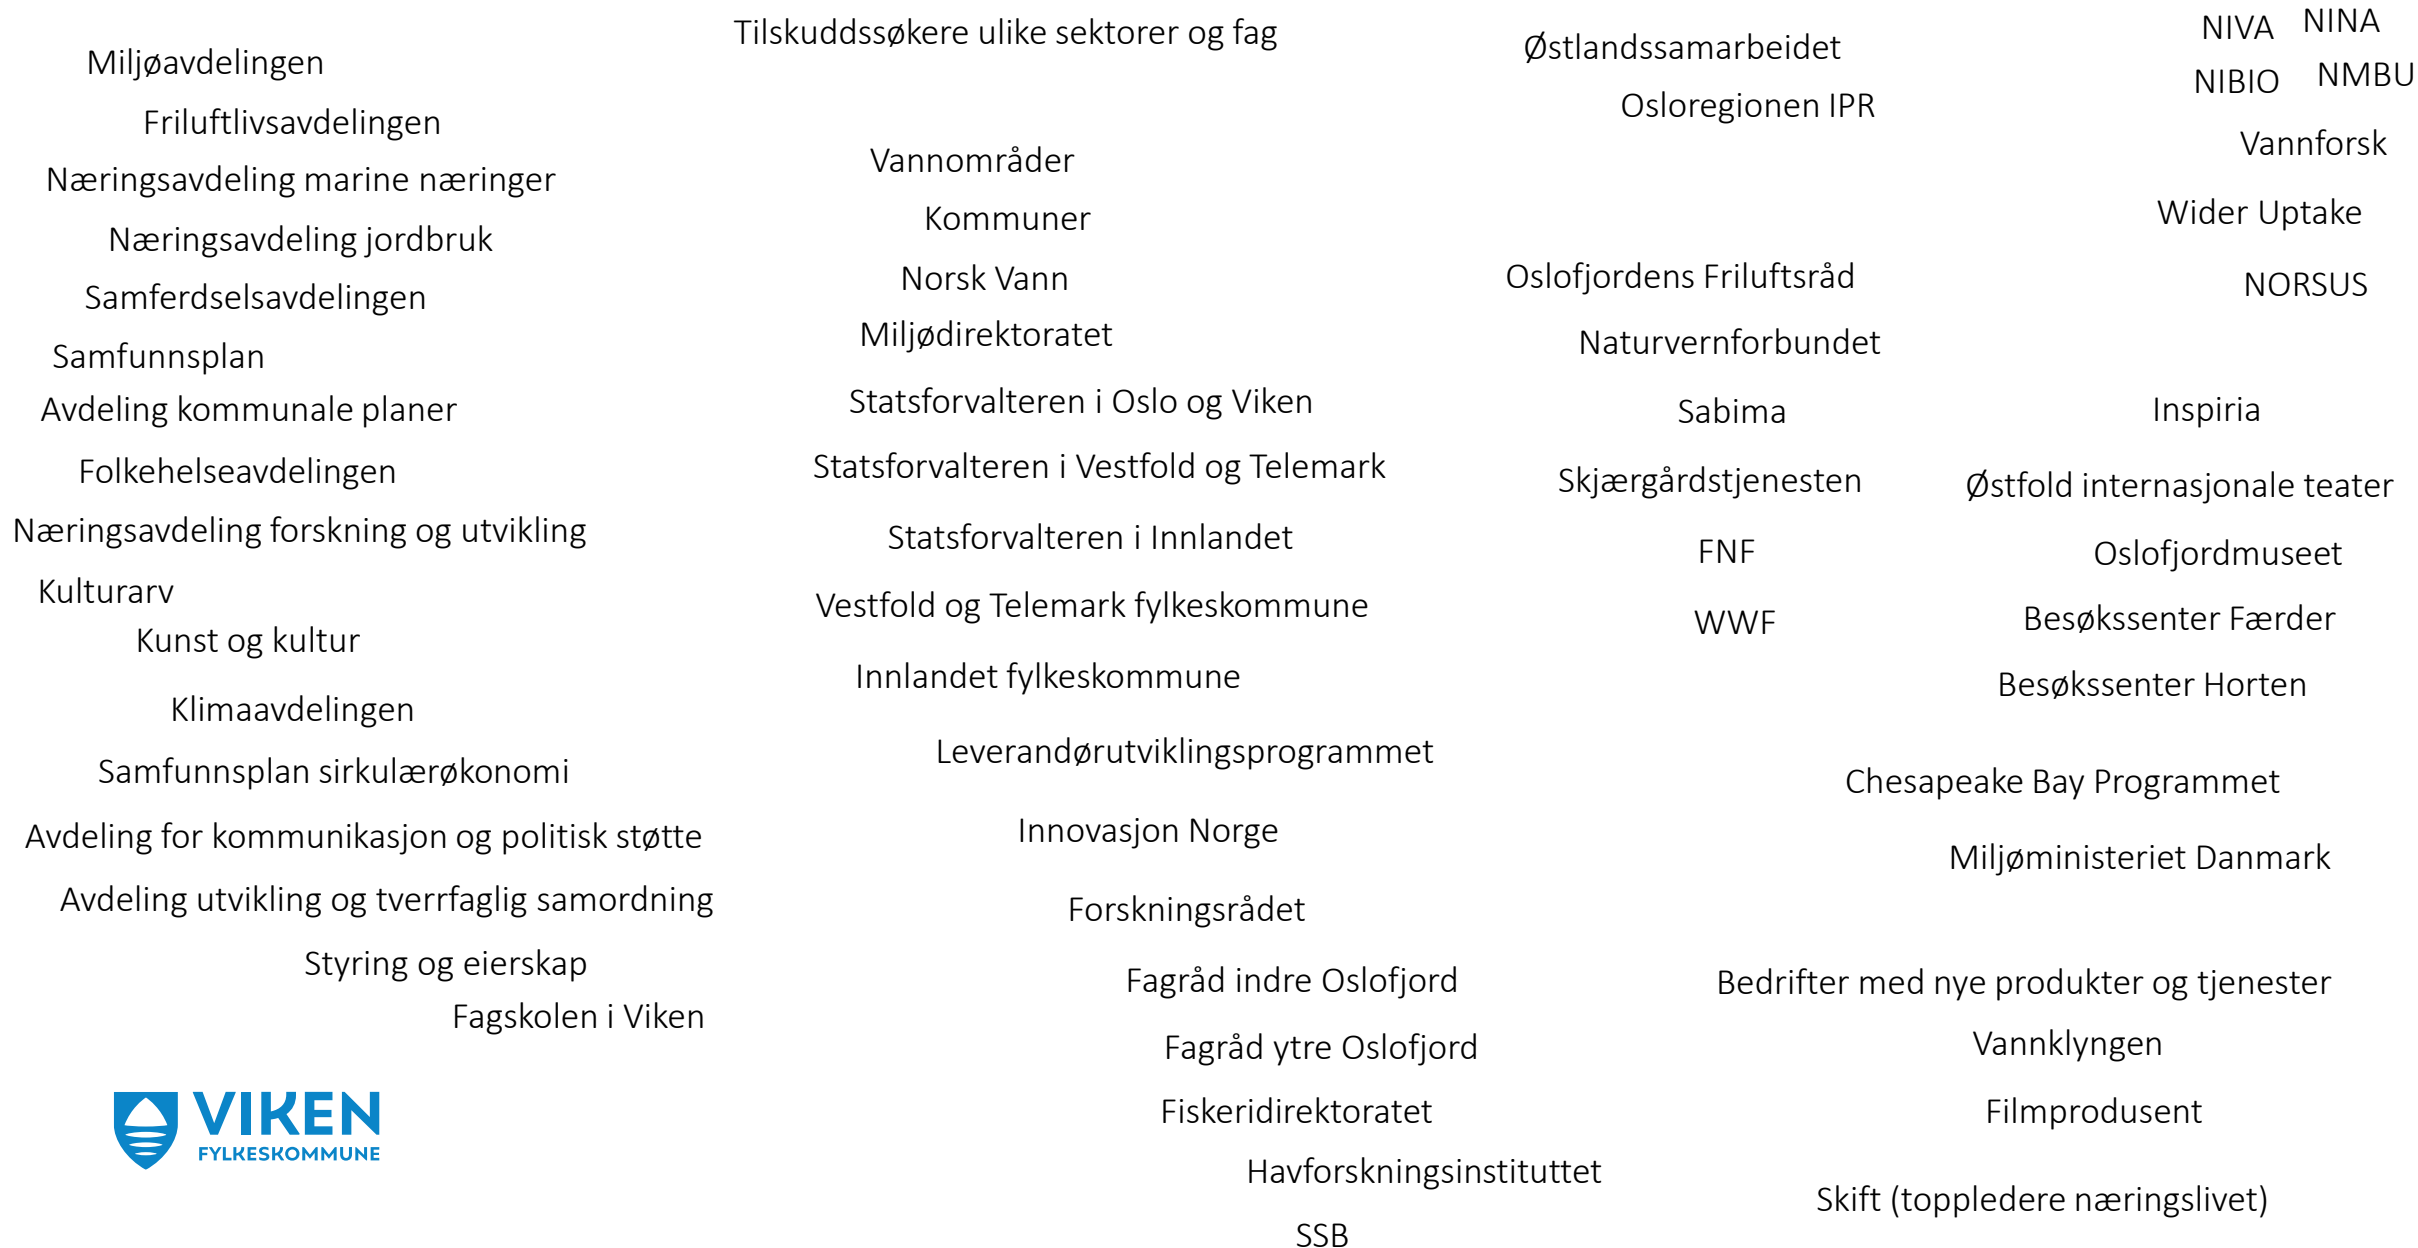 Miljøavdelingen
Friluftlivsavdelingen
Næringsavdeling marine næringer
Næringsavdeling jordbruk
Samferdselsavdelingen
Samfunnsplan
Avdeling kommunale planer
Folkehelseavdelingen
Næringsavdeling forskning og utvikling
Kulturarv
Kunst og kultur
Klimaavdelingen
Samfunnsplan sirkulærøkonomi
Avdeling for kommunikasjon og politisk støtte
Avdeling utvikling og tverrfaglig samordning
Styring og eierskap
Fagskolen i Viken
VIKEN
FYLKESKOMMUNE
Tilskuddssøkere ulike sektorer og fag
Vannområder
Kommuner
Norsk Vann
Miljødirektoratet
Statsforvalteren i Oslo og Viken
Statsforvalteren i Vestfold og Telemark
Statsforvalteren i Innlandet
Vestfold og Telemark fylkeskommune
Innlandet fylkeskommune
Leverandørutviklingsprogrammet
Innovasjon Norge
Forskningsrådet
Fagråd indre Oslofjord
Fagråd ytre Oslofjord
Fiskeridirektoratet
Havforskningsinstituttet
SSB
Østlandssamarbeidet
Osloregionen IPR
Oslofjordens Friluftsråd
Naturvernforbundet
Sabima
Skjærgårdstjenesten
FNF
WWF
NIVA NINA
NIBIO NMBU
Vannforsk
Wider Uptake
NORSUS
Inspiria
Østfold internasjonale teater
Oslofjordmuseet
Besøkssenter Færder
Besøkssenter Horten
Chesapeake Bay Programmet
Miljøministeriet Danmark
Bedrifter med nye produkter og tjenester
Vannklyngen
Filmprodusent
Skift (toppledere næringslivet)